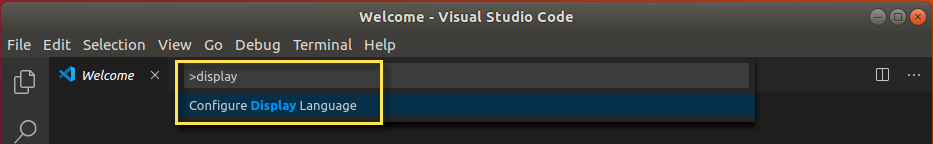 Welcome - Visual Studio Code
File Edit Selection View Go Debug Terminal Help
Welcome
>display
Configure Display Language